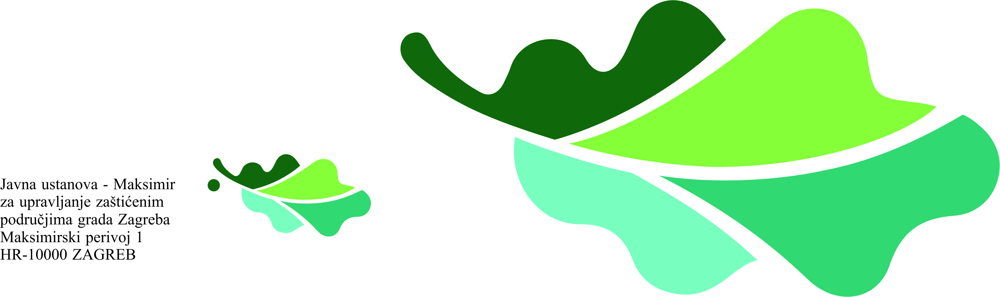 Javna ustanova - Maksimir
za upravljanje zaštićenim
područjima grada Zagreba
Maksimirski perivoj 1
HR-10000 ZAGREB